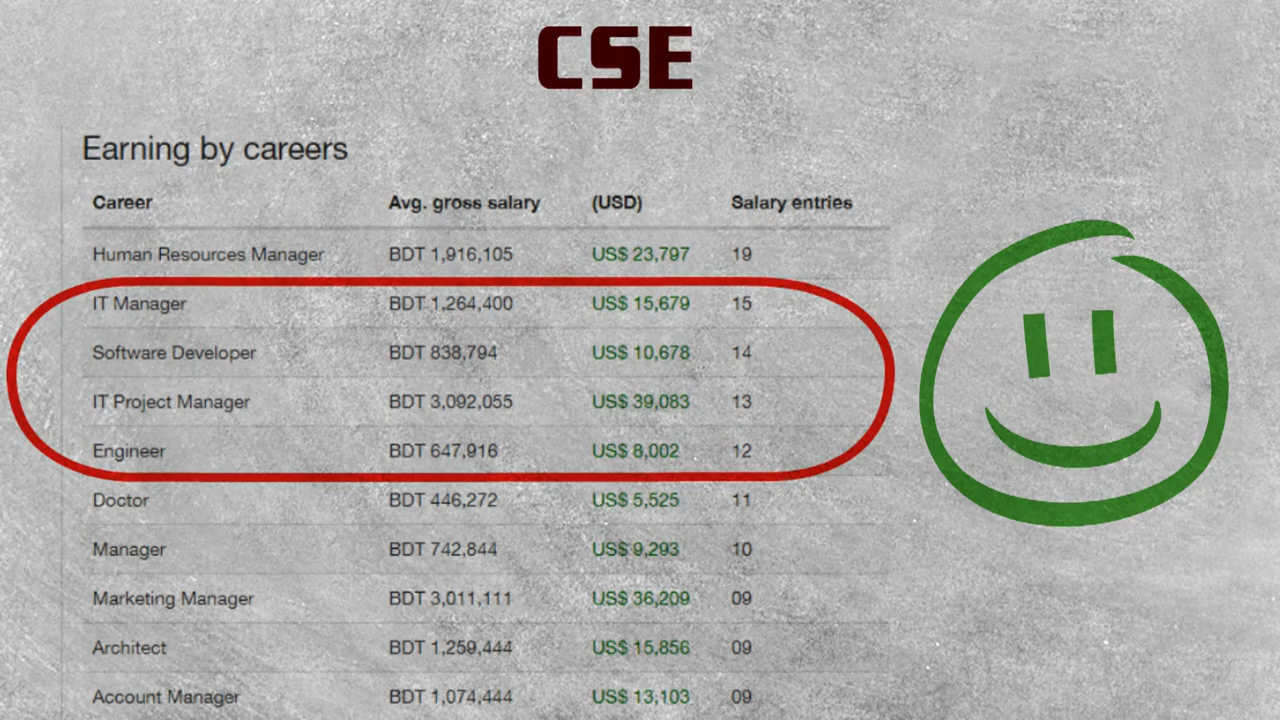 CSE
Earning by careers
Career Avg. gross salary (USD) Salary entries
Human Resources Manager BDT 1,916,105 US$ 23,797 19
IT Manager BDT 1,264,400 US$ 15,679 15
Software Developer BDT 838,794 US$ 10,678 14
IT Project Manager BDT 3,092,055 US$ 39,083 13
Engineer BDT 647,916 US$ 8,002 12
Doctor BDT 446,272 US$ 5,525 11
Manager BDT 742,844 US$ 9,293 10
Marketing Manager BDT 3,011,111 US$ 36,209 09
Architect BDT 1,259,444 US$ 15,856 09
Account Manager BDT 1,074,444 US$ 13,103 09